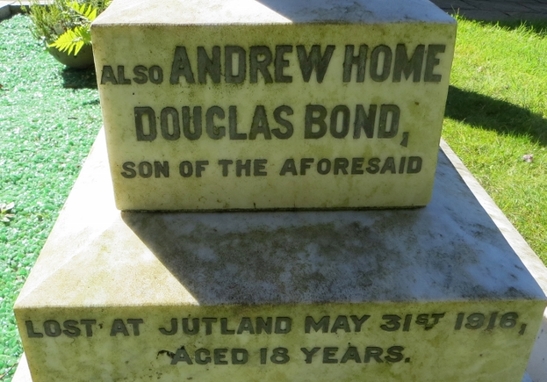 ALSO ANDREW HOME
DOUGLAS BOND,
SON OF THE AFORESAID
LOST AT JUTLAND MAY 31ST 1916,
AGED 18 YEARS.